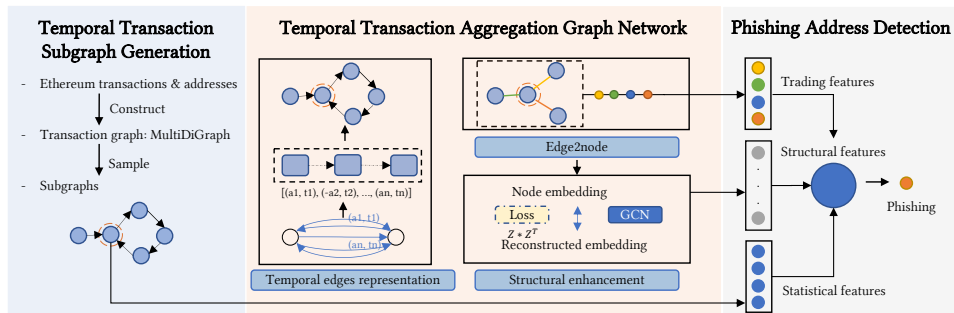 Temporal Transaction
Subgraph Generation
- Ethereum transactions & addresses
Construct
- Transaction graph: MultiDiGraph
Sample
- Subgraphs
Temporal Transaction Aggregation Graph Network
[(a1, t1), (-a2, t2), ..., (an, tn)]
(a1, t1)
(an, tn)
Temporal edges representation
Edge2node
Node embedding
Loss
GCN
Z * Z^T
Reconstructed embedding
Structural enhancement
Phishing Address Detection
Trading features
Structural features
Phishing
Statistical features